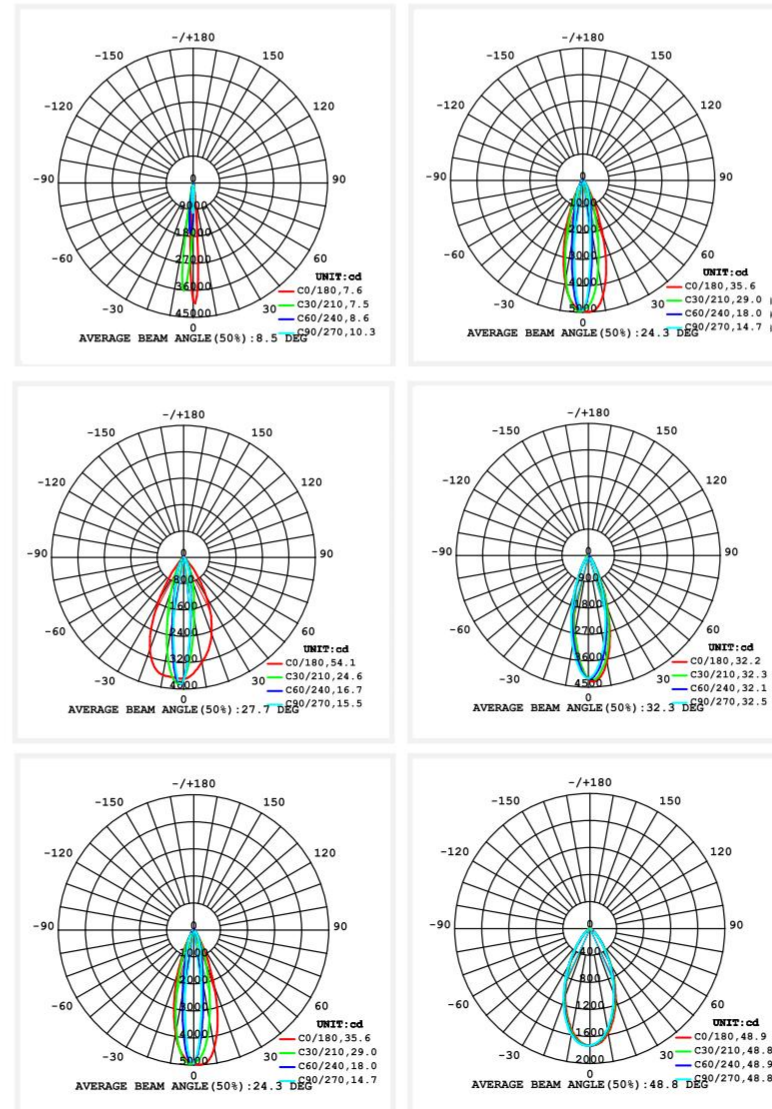 -/+180
-150 150
-120 120
-90 90
-60 60
-30 30
0
0
9000
18000
27000
36000
45000
UNIT:cd
C0/180,7.6
C30/210,7.5
C60/240,8.6
C90/270,10.3
AVERAGE BEAM ANGLE(50%):8.5 DEG
-/+180
-150 150
-120 120
-90 90
-60 60
-30 30
0
0
1000
2000
3000
4000
5000
UNIT:cd
C0/180,35.6
C30/210,29.0
C60/240,18.0
C90/270,14.7
AVERAGE BEAM ANGLE(50%):24.3 DEG
-/+180
-150 150
-120 120
-90 90
-60 60
-30 30
0
0
800
1600
2400
3200
4000
UNIT:cd
C0/180,54.1
C30/210,24.6
C60/240,16.7
C90/270,15.5
AVERAGE BEAM ANGLE(50%):27.7 DEG
-/+180
-150 150
-120 120
-90 90
-60 60
-30 30
0
0
900
1800
2700
3600
4500
UNIT:cd
C0/180,32.2
C30/210,32.3
C60/240,32.1
C90/270,32.5
AVERAGE BEAM ANGLE(50%):32.3 DEG
-/+180
-150 150
-120 120
-90 90
-60 60
-30 30
0
0
1000
2000
3000
4000
5000
UNIT:cd
C0/180,35.6
C30/210,29.0
C60/240,18.0
C90/270,14.7
AVERAGE BEAM ANGLE(50%):24.3 DEG
-/+180
-150 150
-120 120
-90 90
-60 60
-30 30
0
0
400
800
1200
1600
2000
UNIT:cd
C0/180,48.9
C30/210,48.8
C60/240,48.9
C90/270,48.8
AVERAGE BEAM ANGLE(50%):48.8 DEG